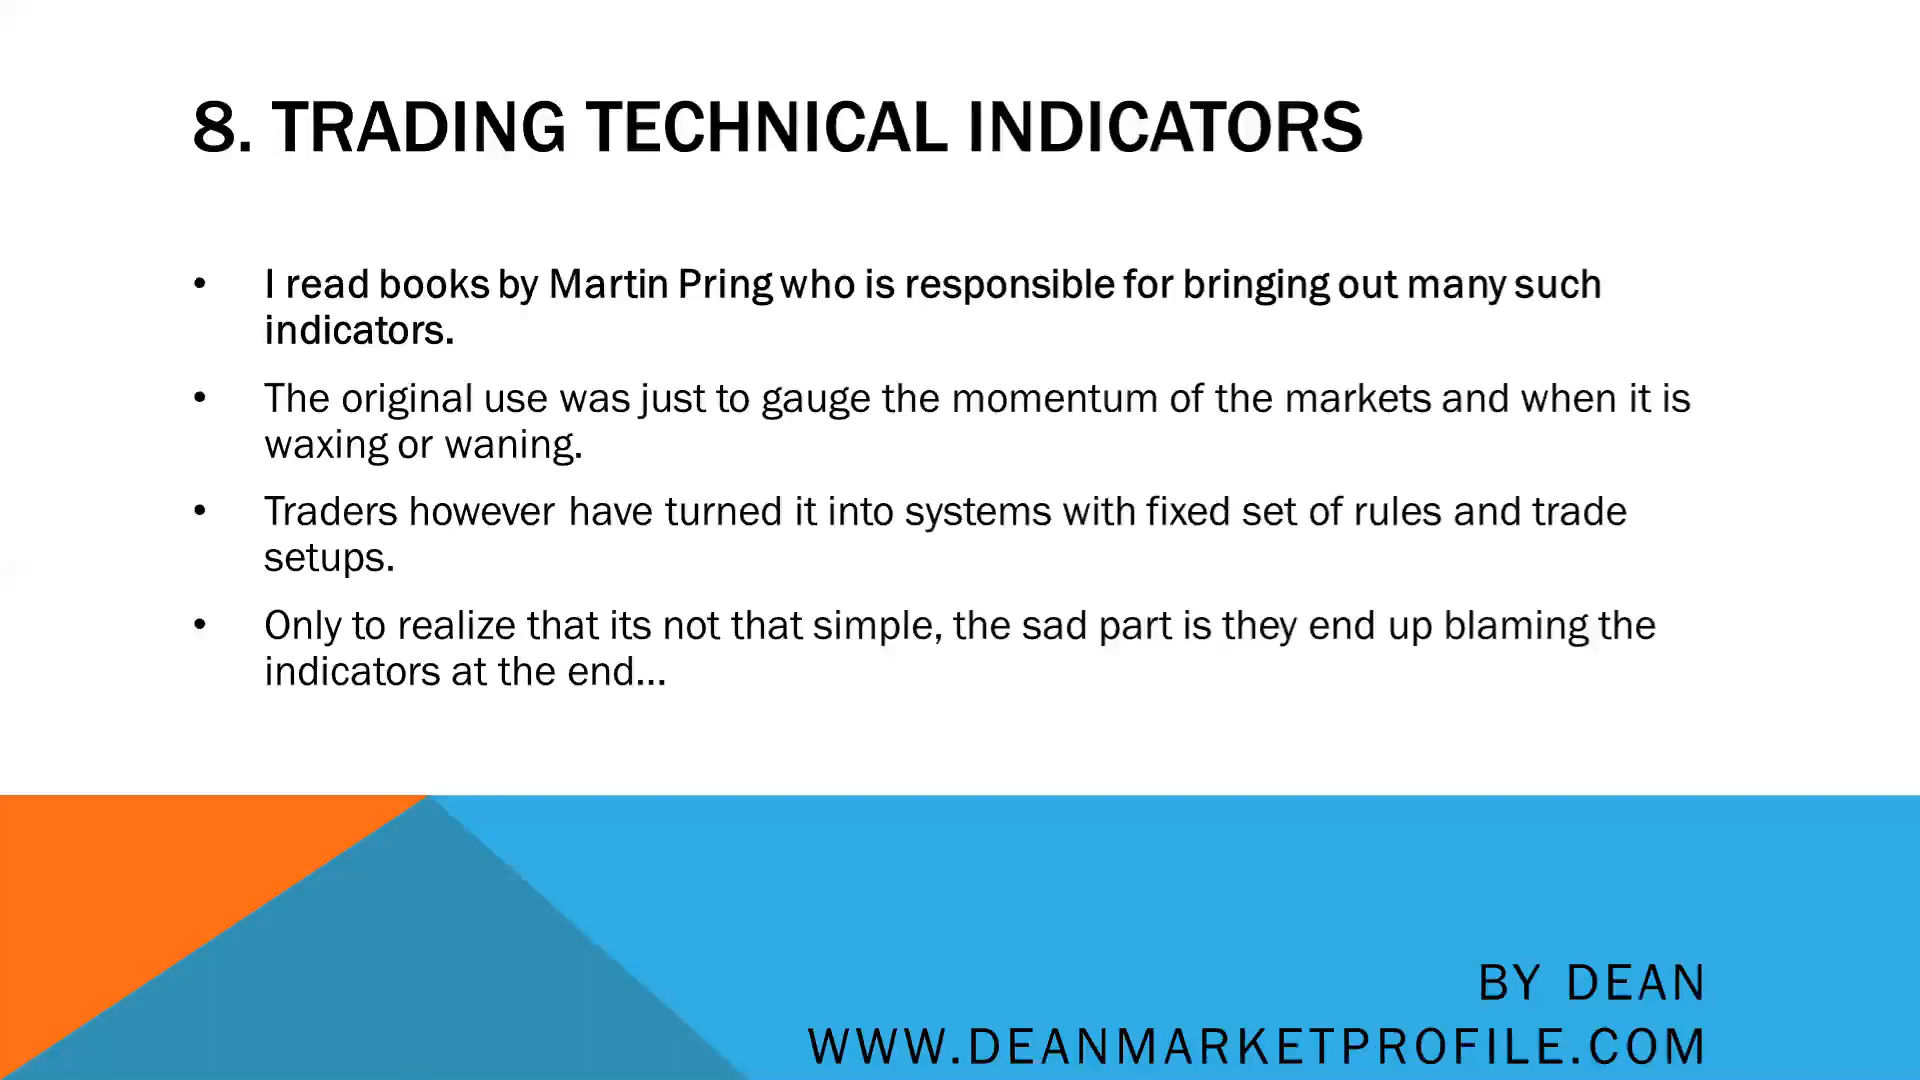 8. TRADING TECHNICAL INDICATORS
• I read books by Martin Pring who is responsible for bringing out many such
indicators.
• The original use was just to gauge the momentum of the markets and when it is
waxing or waning.
• Traders however have turned it into systems with fixed set of rules and trade
setups.
• Only to realize that its not that simple, the sad part is they end up blaming the
indicators at the end...
BY DEAN
WWW.DEANMARKETPROFILE.COM